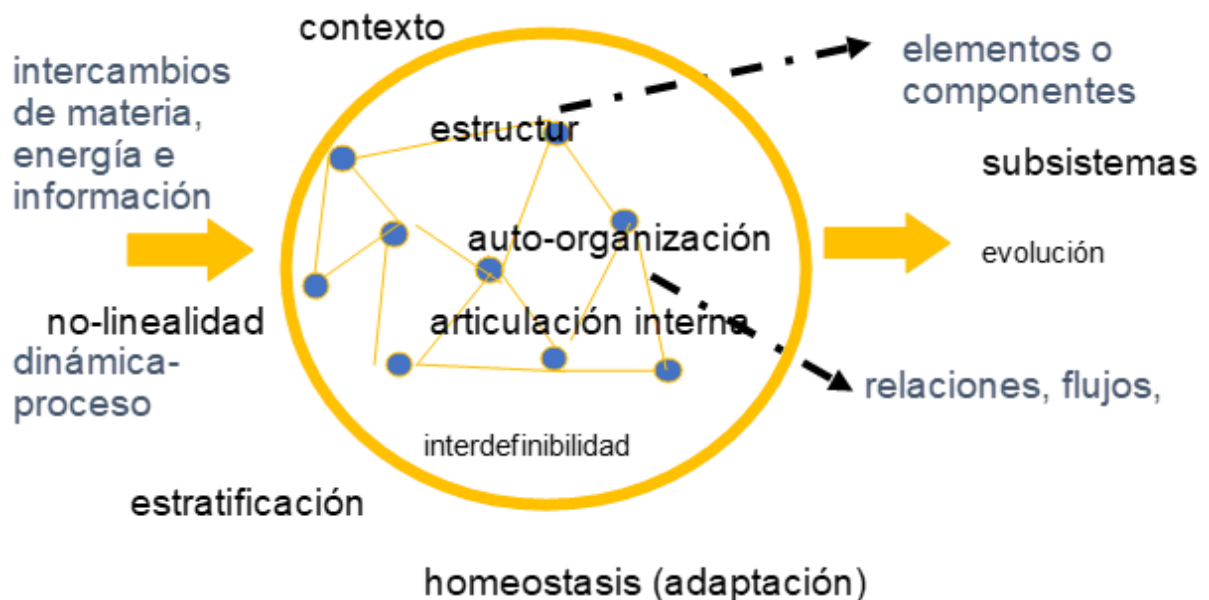 contexto
intercambios
de materia,
energía e
información
elementos o
componentes
estructur
subsistemas
auto-organización
evolución
no-linealidad
articulación interna
dinámica-
proceso
relaciones, flujos,
interdefinibilidad
estratificación
homeostasis (adaptación)